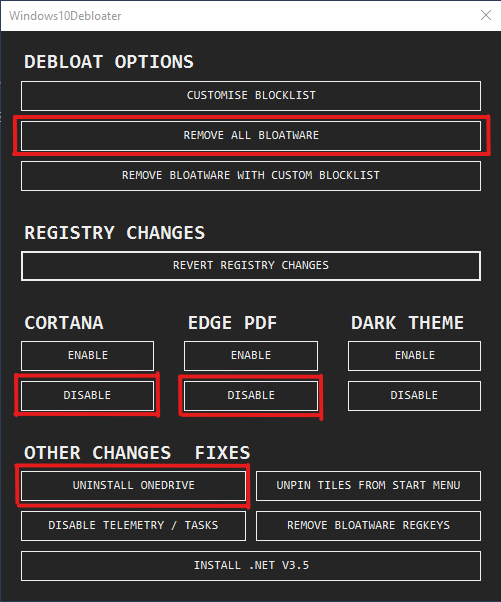 Windows10Debloater
DEBLOAT OPTIONS
CUSTOMISE BLOCKLIST
REMOVE ALL BLOATWARE
REMOVE BLOATWARE WITH CUSTOM BLOCKLIST
REGISTRY CHANGES
REVERT REGISTRY CHANGES
CORTANA EDGE PDF DARK THEME
ENABLE ENABLE ENABLE
DISABLE DISABLE DISABLE
OTHER CHANGES FIXES
UNINSTALL ONEDRIVE UNPIN TILES FROM START MENU
DISABLE TELEMETRY / TASKS REMOVE BLOATWARE REGKEYS
INSTALL .NET V3.5